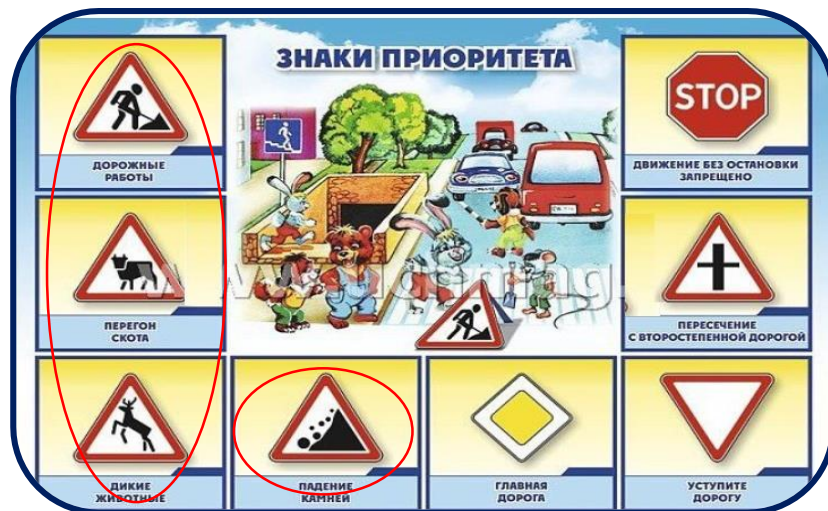 ЗНАКИ ПРИОРИТЕТА
ДОРОЖНЫЕ
РАБОТЫ
STOP
ДВИЖЕНИЕ БЕЗ ОСТАНОВКИ
ЗАПРЕЩЕНО
ПЕРЕГОН
СКОТА
ПЕРЕСЕЧЕНИЕ
С ВТОРОСТЕПЕННОЙ ДОРОГОЙ
ДИКИЕ
ЖИВОТНЫЕ
ПАДЕНИЕ
КАМНЕЙ
ГЛАВНАЯ
ДОРОГА
УСТУПИТЕ
ДОРОГУ